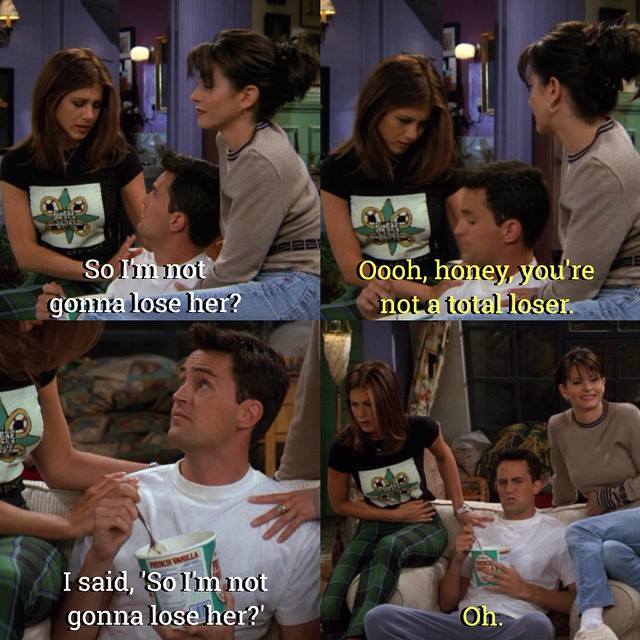 So I'm not
gonna lose her?
Oooh, honey, you're
not a total loser.
FRENCH VANILLA
I said, 'So I'm not
gonna lose her?'
Oh.